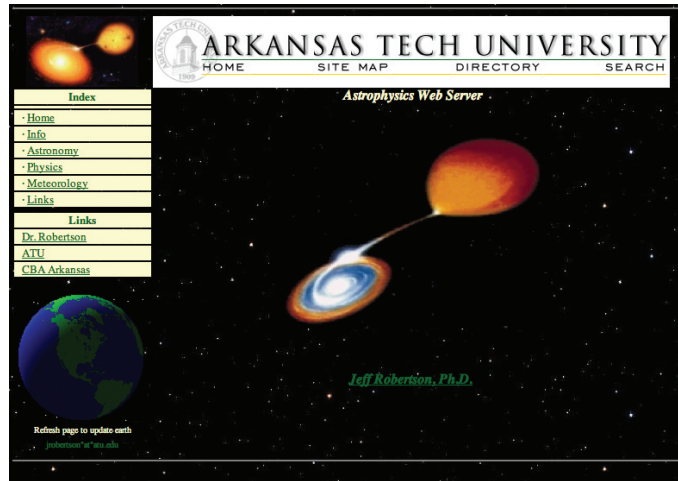 ARKANSAS TECH UNIVERSITY
1909
HOME SITE MAP DIRECTORY SEARCH
Astrophysics Web Server
Index
· Home
· Info
· Astronomy
· Physics
· Meteorology
· Links
Links
Dr. Robertson
ATU
CBA Arkansas
Jeff Robertson, Ph.D.
Refresh page to update earth
jrobertson"at"atu.edu